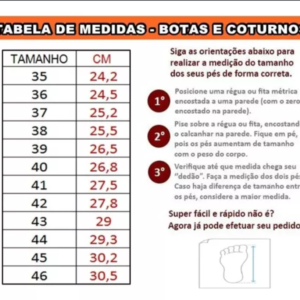 TABELA DE MEDIDAS - BOTAS E COTURNOS
TAMANHO CM
35 24,2
36 24,5
37 25,2
38 25,5
39 26,5
40 26,8
41 27,5
42 27,8
43 29
44 29,3
45 30,2
46 30,5
Siga as orientações abaixo para
realizar a medição do tamanho
dos seus pés de forma correta.
1º
Posicione uma régua ou fita métrica
encostada a uma parede (com o zero
encostado na parede).
2º
Pise sobre a régua ou fita, encostando
o calcanhar na parede. Fique em pé,
pois os pés aumentam de tamanho
com o peso do corpo.
3º
Verifique até que medida chega seu
"dedão". Faça a medição dos dois pés
Caso haja diferença de tamanho entre
os pés, considere a maior medida.
Super fácil e rápido não é?
Agora já pode efetuar seu pedido